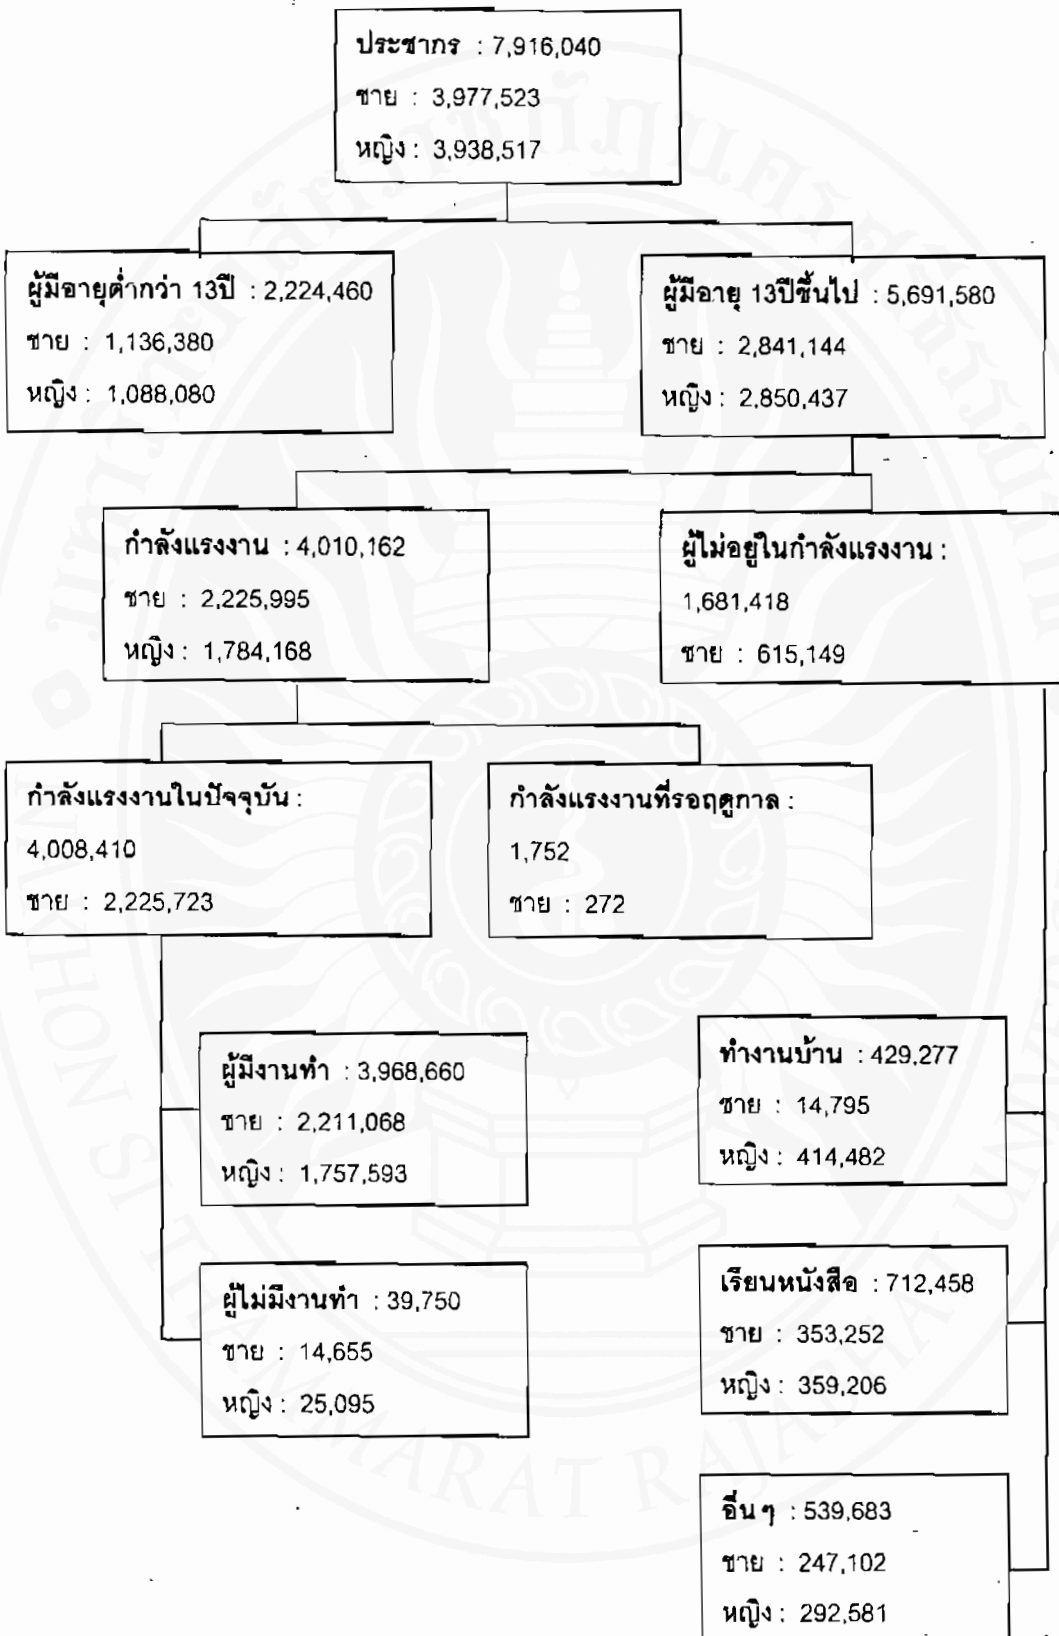 ประชากร : 7,916,040
ชาย : 3,977,523
หญิง : 3,938,517
ผู้มีอายุต่ำกว่า 13ปี : 2,224,460
ชาย : 1,136,380
หญิง : 1,088,080
ผู้มีอายุ 13ปีขึ้นไป : 5,691,580
ชาย : 2,841,144
หญิง : 2,850,437
กำลังแรงงาน : 4,010,162
ชาย : 2,225,995
หญิง : 1,784,168
ผู้ไม่อยู่ในกำลังแรงงาน :
1,681,418
ชาย : 615,149
กำลังแรงงานในปัจจุบัน :
4,008,410
ชาย : 2,225,723
กำลังแรงงานที่รอฤดูกาล :
1,752
ชาย : 272
ผู้มีงานทำ : 3,968,660
ชาย : 2,211,068
หญิง : 1,757,593
ทำงานบ้าน : 429,277
ชาย : 14,795
หญิง : 414,482
ผู้ไม่มีงานทำ : 39,750
ชาย : 14,655
หญิง : 25,095
เรียนหนังสือ : 712,458
ชาย : 353,252
หญิง : 359,206
อื่นๆ : 539,683
ชาย : 247,102
หญิง : 292,581